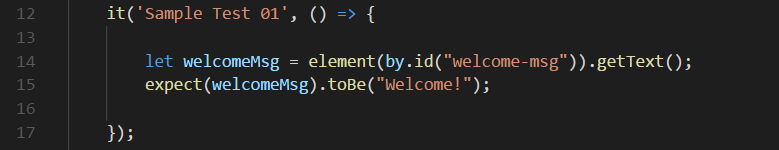 12 it('Sample Test 01', () => {
13
14 let welcomeMsg = element(by.id("welcome-msg")).getText();
15 expect(welcomeMsg).toBe("Welcome!");
16
17 });